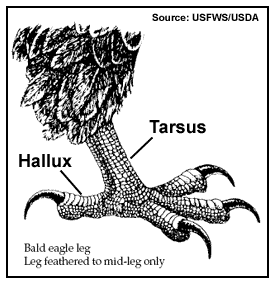 Source: USFWS/USDA
Tarsus
Hallux
Bald eagle leg
Leg feathered to mid-leg only